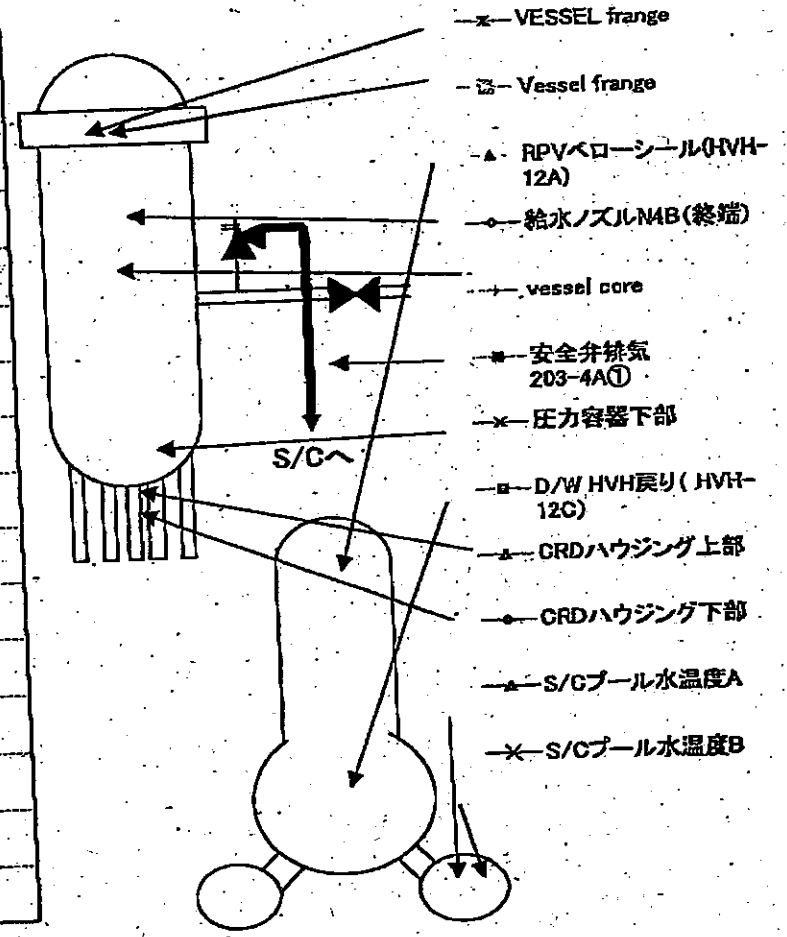 VESSEL frange
Vessel frange
RPVベローシール(HVH-
12A)
給水ノズルN4B(終端)
vessel core
安全弁排気
203-4A①
圧力容器下部
S/Cへ
D/W HVH戻り( HVH-
12C)
CRDハウジング上部
CRDハウジング下部
S/Cプール水温度A
S/Cプール水温度B